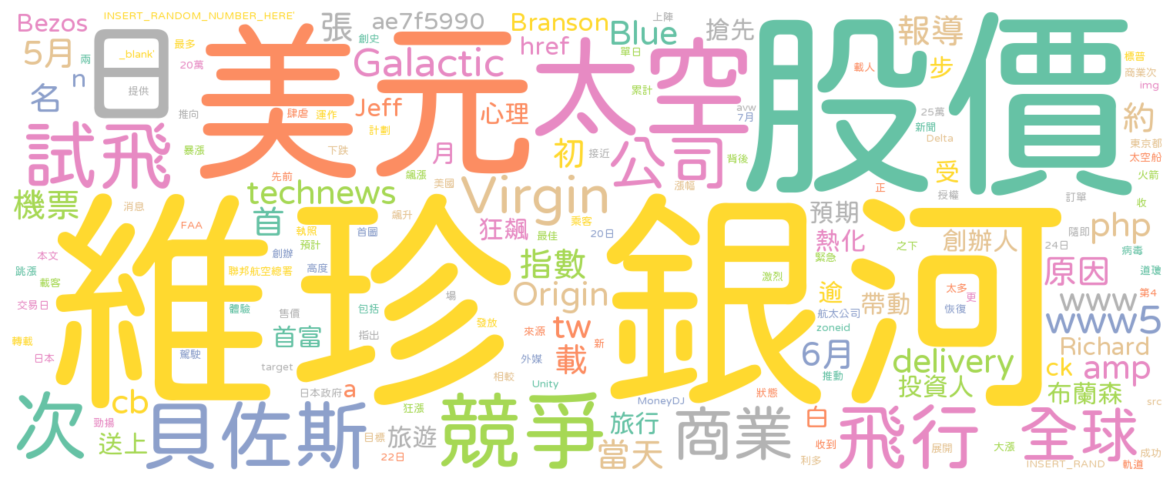 Bezos
INSERT_RANDOM_NUMBER_HERE'
張
ae7f5990
Branson
上陣
搶先
報導
標普
5月
兩
_blank'
最多
創史
href
Blue
單日
載人
商業次
日
美元
Galactic
太空
股價
步
img
名
n
20萬
提供
Jeff
心理
累計
avw
7月
25萬
新聞
約
推向
肆虐
運作
計劃
初
接近
公司
背後
Delta
東京都
太空船
試飛
暴漲
下跌
月
火箭
先前
飆漲
美國
漲幅
正
受
機票
technews
Virgin
乘客
授權
訂單
收
消息
FAA
首
執照
飆升
首圈
狂飆
最佳
20日
預期
熱化
創辦人
隨即
php
本文
預計
創辦
緊急
之下
24日
病毒
維珍銀河
跳漲
載客
聯邦航空總署
高度
指數
激烈
原因
道瓊
交易日
體驗
包括
場
發放
Origin
逾
帶動
太多
更
恢復
www
第4
轉載
首富
售價
指出
tw
來源
新
航太公司
zoneid
www5
日本
駕駛
target
載
外媒
6月
推動
delivery
Richard
相較
Unity
ck
amp
日本政府
a
MoneyDJ
狀態
投資人
布蘭森
src
次
cb
勁揚
送上
貝佐斯
狂漲
目標
22日
旅遊
競爭
旅行
當天
商業
白
收到
利多
飛行
展開
大漲
全球
INSERT_RAND
軌道
成功